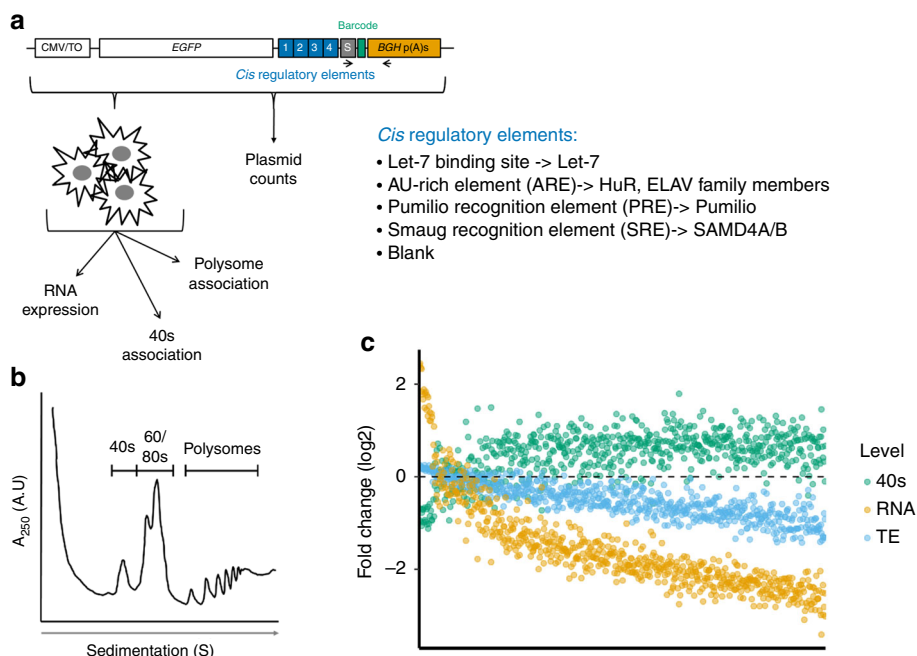 a
Barcode
CMV/TO
EGFP
1 2 3 4
S
BGH p(A)s
Cis regulatory elements
Plasmid
counts
Polysome
association
RNA
expression
40s
association
Cis regulatory elements:
• Let-7 binding site -> Let-7
• AU-rich element (ARE)-> HuR, ELAV family members
• Pumilio recognition element (PRE)-> Pumilio
• Smaug recognition element (SRE)-> SAMD4A/B
• Blank
b
40s
60/
80s
Polysomes
A250 (A.U)
Sedimentation (S)
c
Fold change (log2)
2
0
−2
Level
40s
RNA
TE